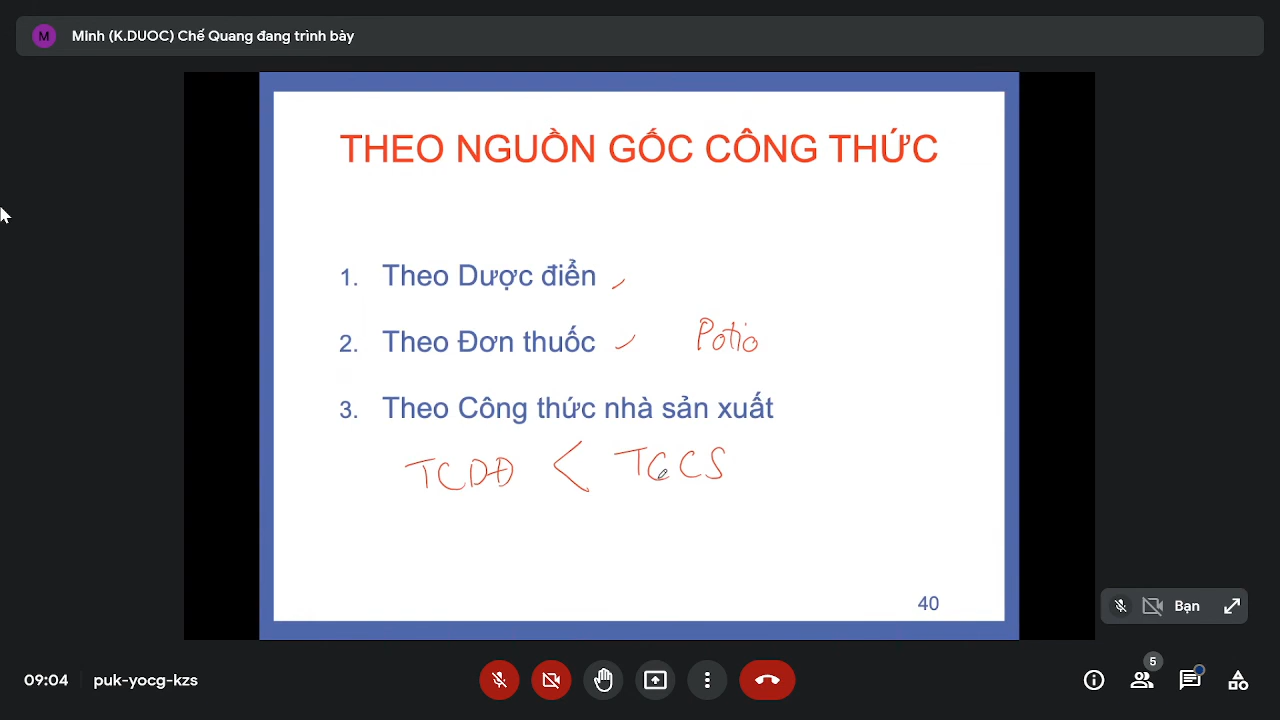 M Minh (K.DUOC) Chế Quang đang trình bày
THEO NGUỒN GỐC CÔNG THỨC
1. Theo Dược điển
2. Theo Đơn thuốc Potio
3. Theo Công thức nhà sản xuất
TCDĐ < TCCS
40
Bạn
09:04 puk-yocg-kzs
5